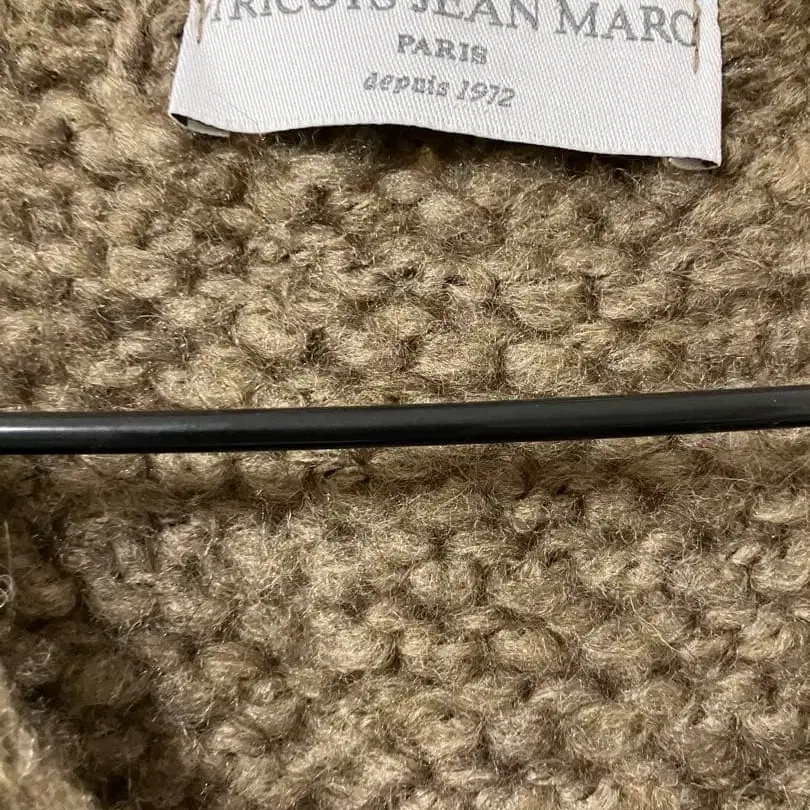 TRICOTS JEAN MARC
PARIS
depuis 1972